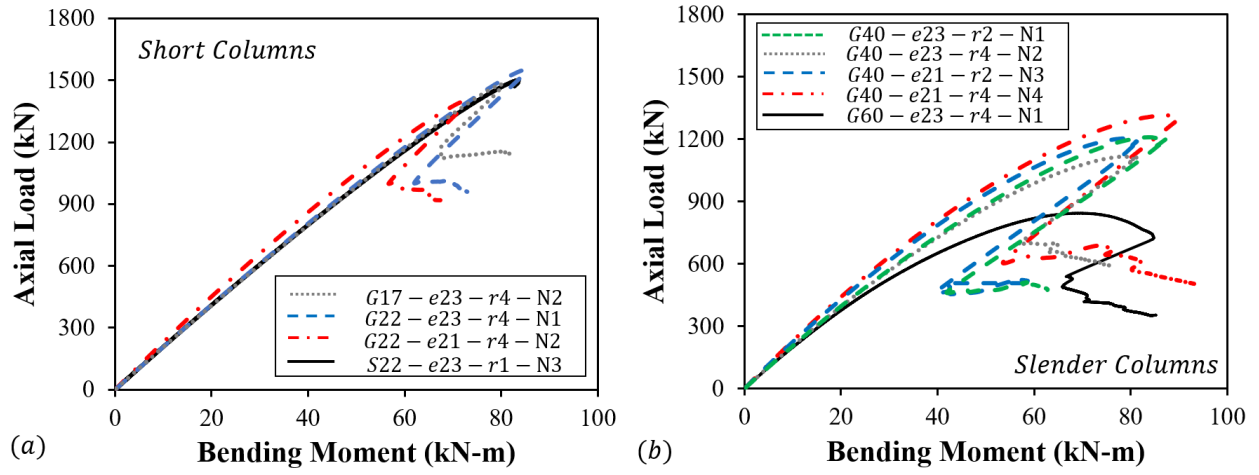 1800
1500
1200
900
600
300
0
Axial Load (kN)
Short Columns
G17 − e23 − r4 − N2
G22 − e23 − r4 − N1
G22 − e21 − r4 − N2
S22 − e23 − r1 − N3
0 20 40 60 80 100
(a)
Bending Moment (kN-m)
1800
1500
1200
900
600
300
0
Axial Load (kN)
G40 − e23 − r2 − N1
G40 − e23 − r4 − N2
G40 − e21 − r2 − N3
G40 − e21 − r4 − N4
G60 − e23 − r4 − N1
Slender Columns
0 20 40 60 80 100
(b)
Bending Moment (kN-m)